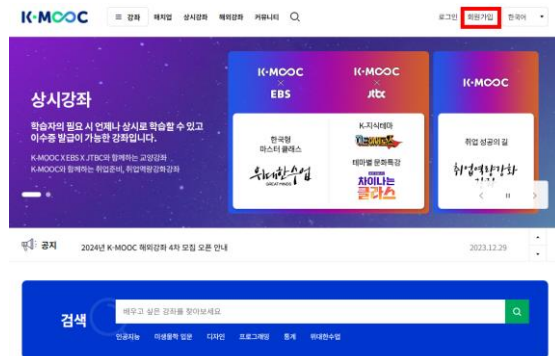 K-MOOC
강좌 매치업 상시강좌 해외강좌 커뮤니티
로그인 회원가입 한국어
상시강좌
학습자의 필요 시 언제나 상시로 학습할 수 있고
이수증 발급이 가능한 강좌입니다.
K-MOOC X EBS X JTBC와 함께하는 교양강좌
K-MOOC와 함께하는 취업준비, 취업역량강화강좌
K-MOOC
×
EBS
한국형
마스터 클래스
위대한수업
GREAT MINDS
K-MOOC
×
jtbc
K-지식테마
테마별 문화특강
차이나는
클라스
K-MOOC
취업 성공의 길
취업역량강화
공지 2024년 K-MOOC 해외강좌 4차 모집 오픈 안내 2023.12.29
검색
배우고 싶은 강좌를 찾아보세요
인공지능 미생물학 입문 디자인 프로그래밍 통계 위대한수업